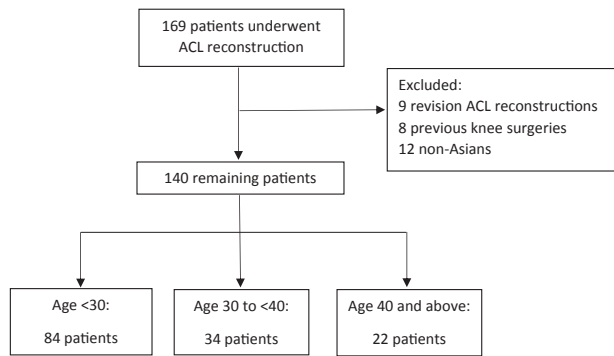 169 patients underwent
ACL reconstruction
Excluded:
9 revision ACL reconstructions
8 previous knee surgeries
12 non-Asians
140 remaining patients
Age <30:
84 patients
Age 30 to <40:
34 patients
Age 40 and above:
22 patients